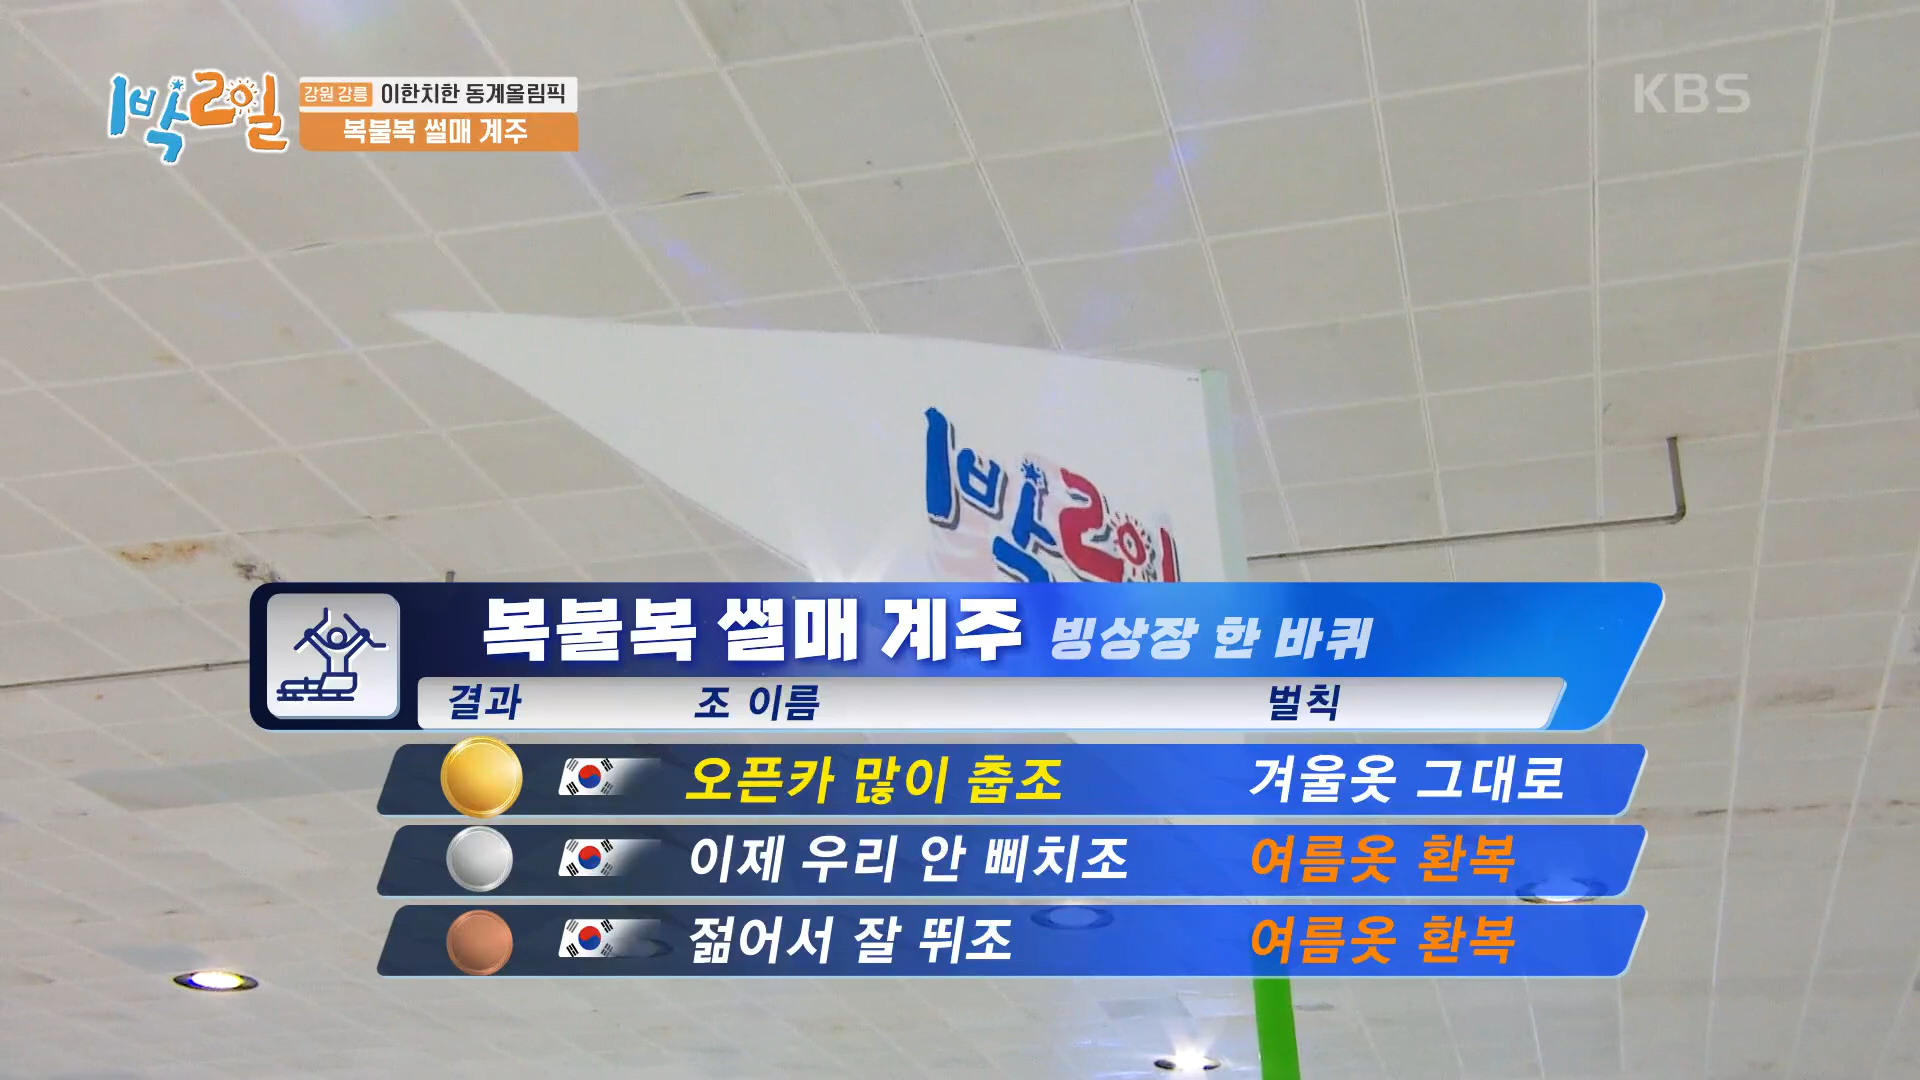 1박2일
강원 강릉 이한치한 동계올림픽
복불복 썰매 계주
KBS
1박2일
복불복 썰매 계주 빙상장 한 바퀴
결과 조 이름 벌칙
오픈카 많이 춥조 겨울옷 그대로
이제 우리 안 삐치조 여름옷 환복
젊어서 잘 뛰조 여름옷 환복